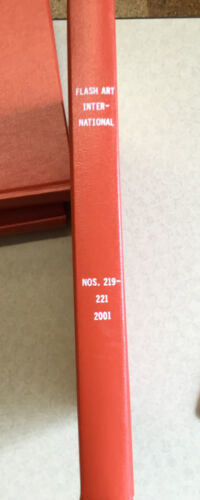 FLASH ART
INTER-
NATIONAL
NOS. 219-
221
2001